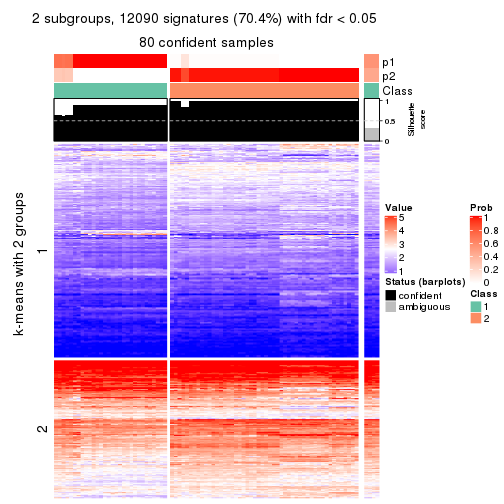 2 subgroups, 12090 signatures (70.4%) with fdr < 0.05
80 confident samples
p1
p2
Class
1
0.5
0
Silhouette
score
k-means with 2 groups
1
2
Value
5
4
3
2
1
Status (barplots)
confident
ambiguous
Prob
1
0.8
0.6
0.4
0.2
0
Class
1
2